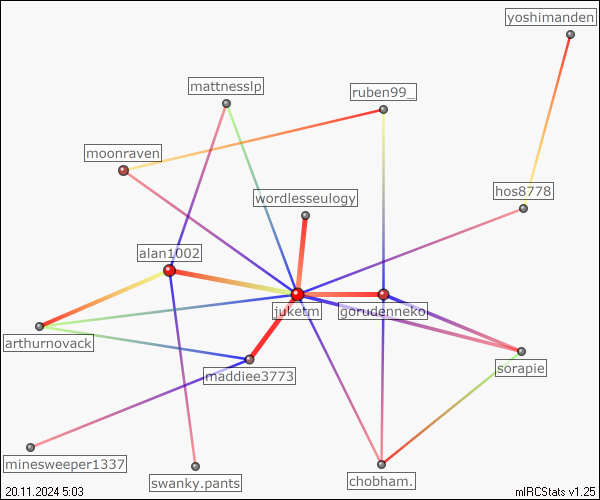 yoshimanden
mattnesslp
ruben99_
moonraven
hos8778
wordlesseulogy
alan1002
juketm
gorudenneko
arthurnovack
maddiee3773
sorapie
minesweeper1337
swanky.pants
chobham.
20.11.2024 5:03
mIRCStats v1.25